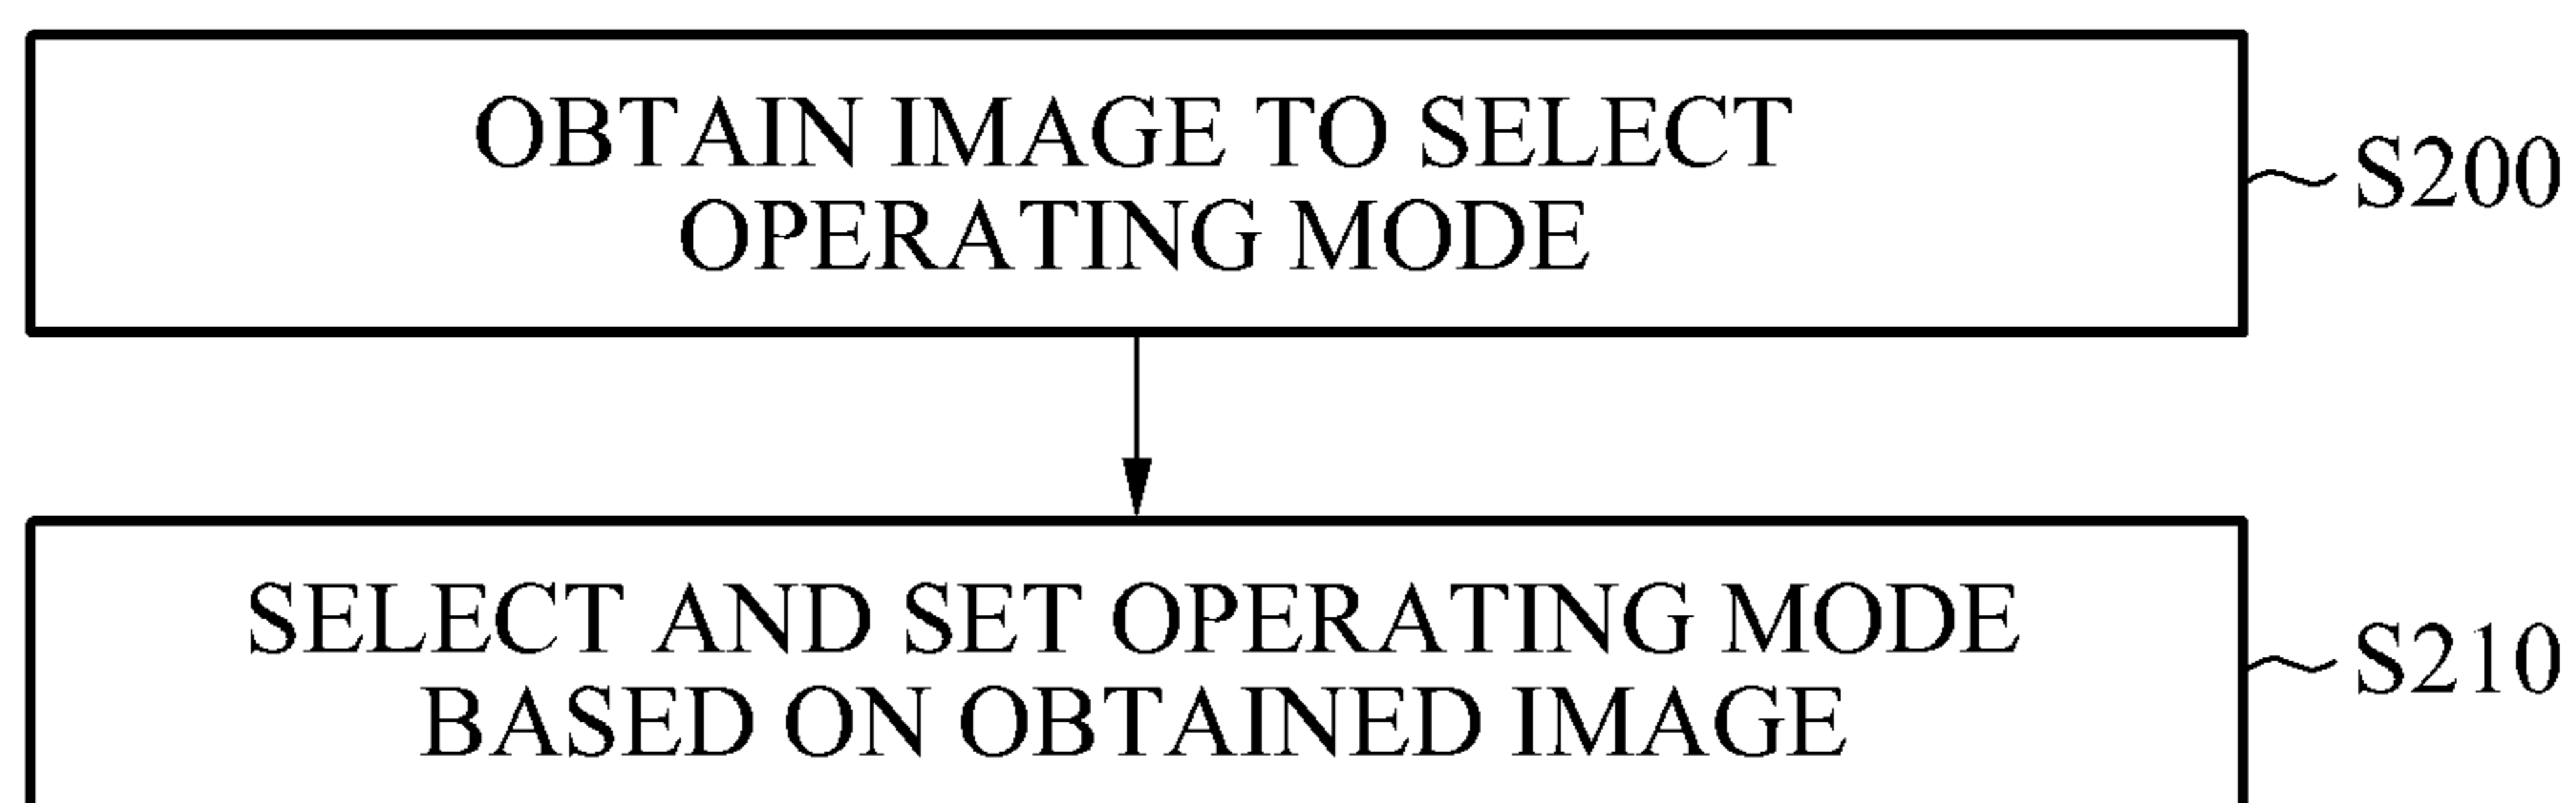 OBTAIN IMAGE TO SELECT
OPERATING MODE
S200
SELECT AND SET OPERATING MODE
BASED ON OBTAINED IMAGE
S210